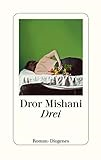 Dror Mishani
Drei
Roman · Diogenes